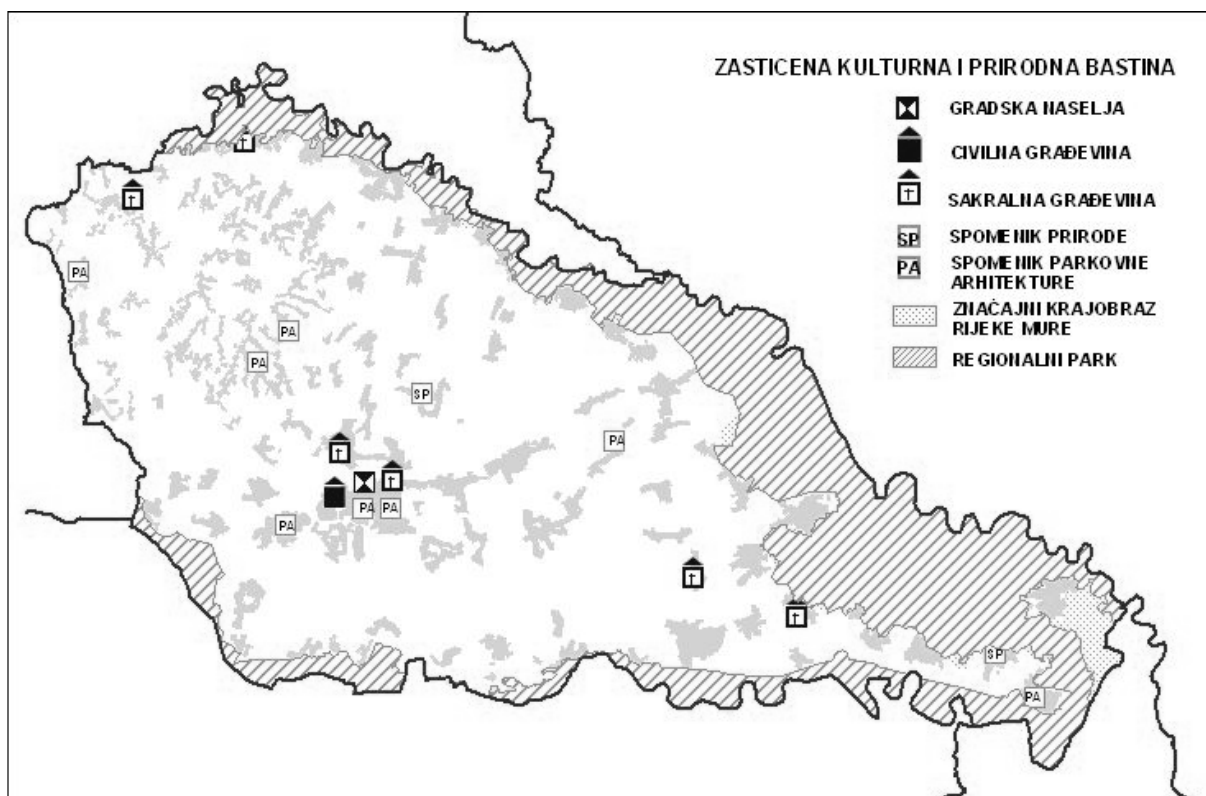 ZASTICENA KULTURNA I PRIRODNA BASTINA
GRADSKA NASELJA
CIVILNA GRAĐEVINA
SAKRALNA GRAĐEVINA
SP SPOMENIK PRIRODE
PA SPOMENIK PARKOVNE
ARHITEKTURE
ZNAČAJNI KRAJOBRAZ
RIJEKE MURE
REGIONALNI PARK
PA
PA
PA
SP
PA
PA PA
PA
SP
PA